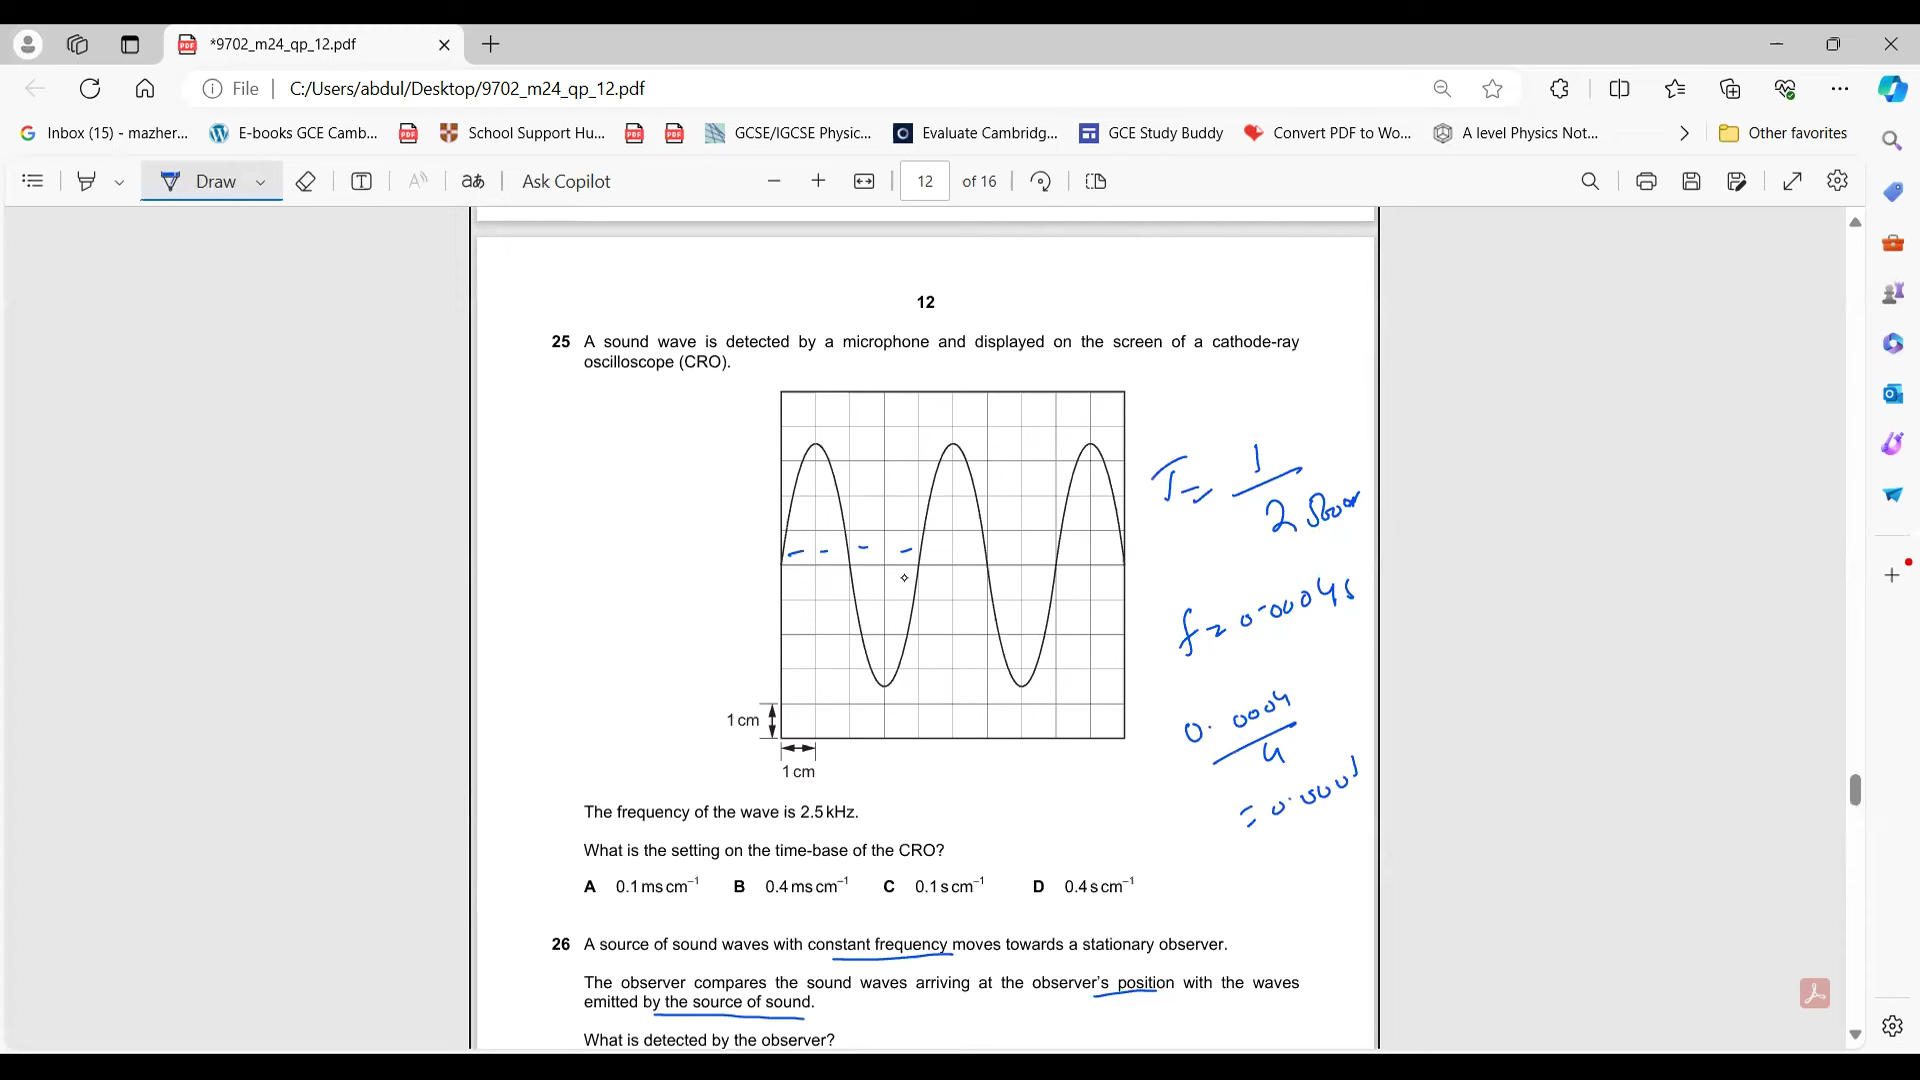 *9702_m24_qp_12.pdf
File C:/Users/abdul/Desktop/9702_m24_qp_12.pdf
Inbox (15) - mazher... E-books GCE Camb... School Support Hu... GCSE/IGCSE Physic... Evaluate Cambridg... GCE Study Buddy Convert PDF to Wo... A level Physics Not... Other favorites
Draw aあ Ask Copilot 12 of 16
12
25 A sound wave is detected by a microphone and displayed on the screen of a cathode-ray
oscilloscope (CRO).
T = 1
f = 0.0004s
0.0004
4
= 0.0001
1 cm
1 cm
The frequency of the wave is 2.5 kHz.
What is the setting on the time-base of the CRO?
A 0.1 ms cm⁻¹ B 0.4 ms cm⁻¹ C 0.1 s cm⁻¹ D 0.4 s cm⁻¹
26 A source of sound waves with constant frequency moves towards a stationary observer.
The observer compares the sound waves arriving at the observer's position with the waves
emitted by the source of sound.
What is detected by the observer?